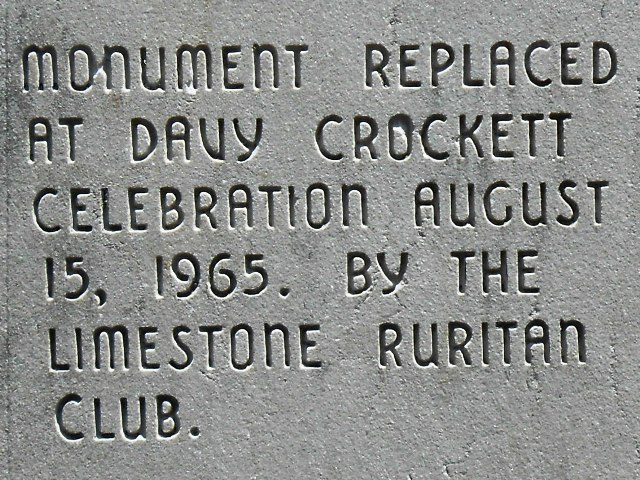 MONUMENT REPLACED
AT DAVY CROCKETT
CELEBRATION AUGUST
15, 1965. BY THE
LIMESTONE RURITAN
CLUB.